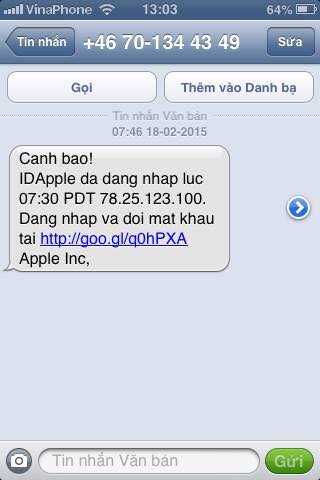 VinaPhone 13:03 64%
Tin nhắn +46 70-134 43 49 Sửa
Gọi Thêm vào Danh bạ
Tin nhắn Văn bản
07:46 18-02-2015
Canh bao!
IDApple da dang nhap luc
07:30 PDT 78.25.123.100.
Dang nhap va doi mat khau
tai http://goo.gl/q0hPXA
Apple Inc,
Tin nhắn Văn bản Gửi